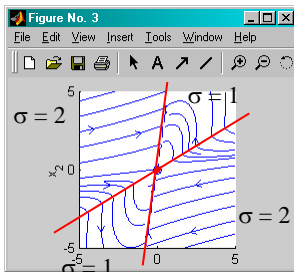 Figure No. 3
File Edit View Insert Tools Window Help
A
σ = 1
σ = 2
5
x2
0
σ = 2
-5
-5 0 5
σ = 1